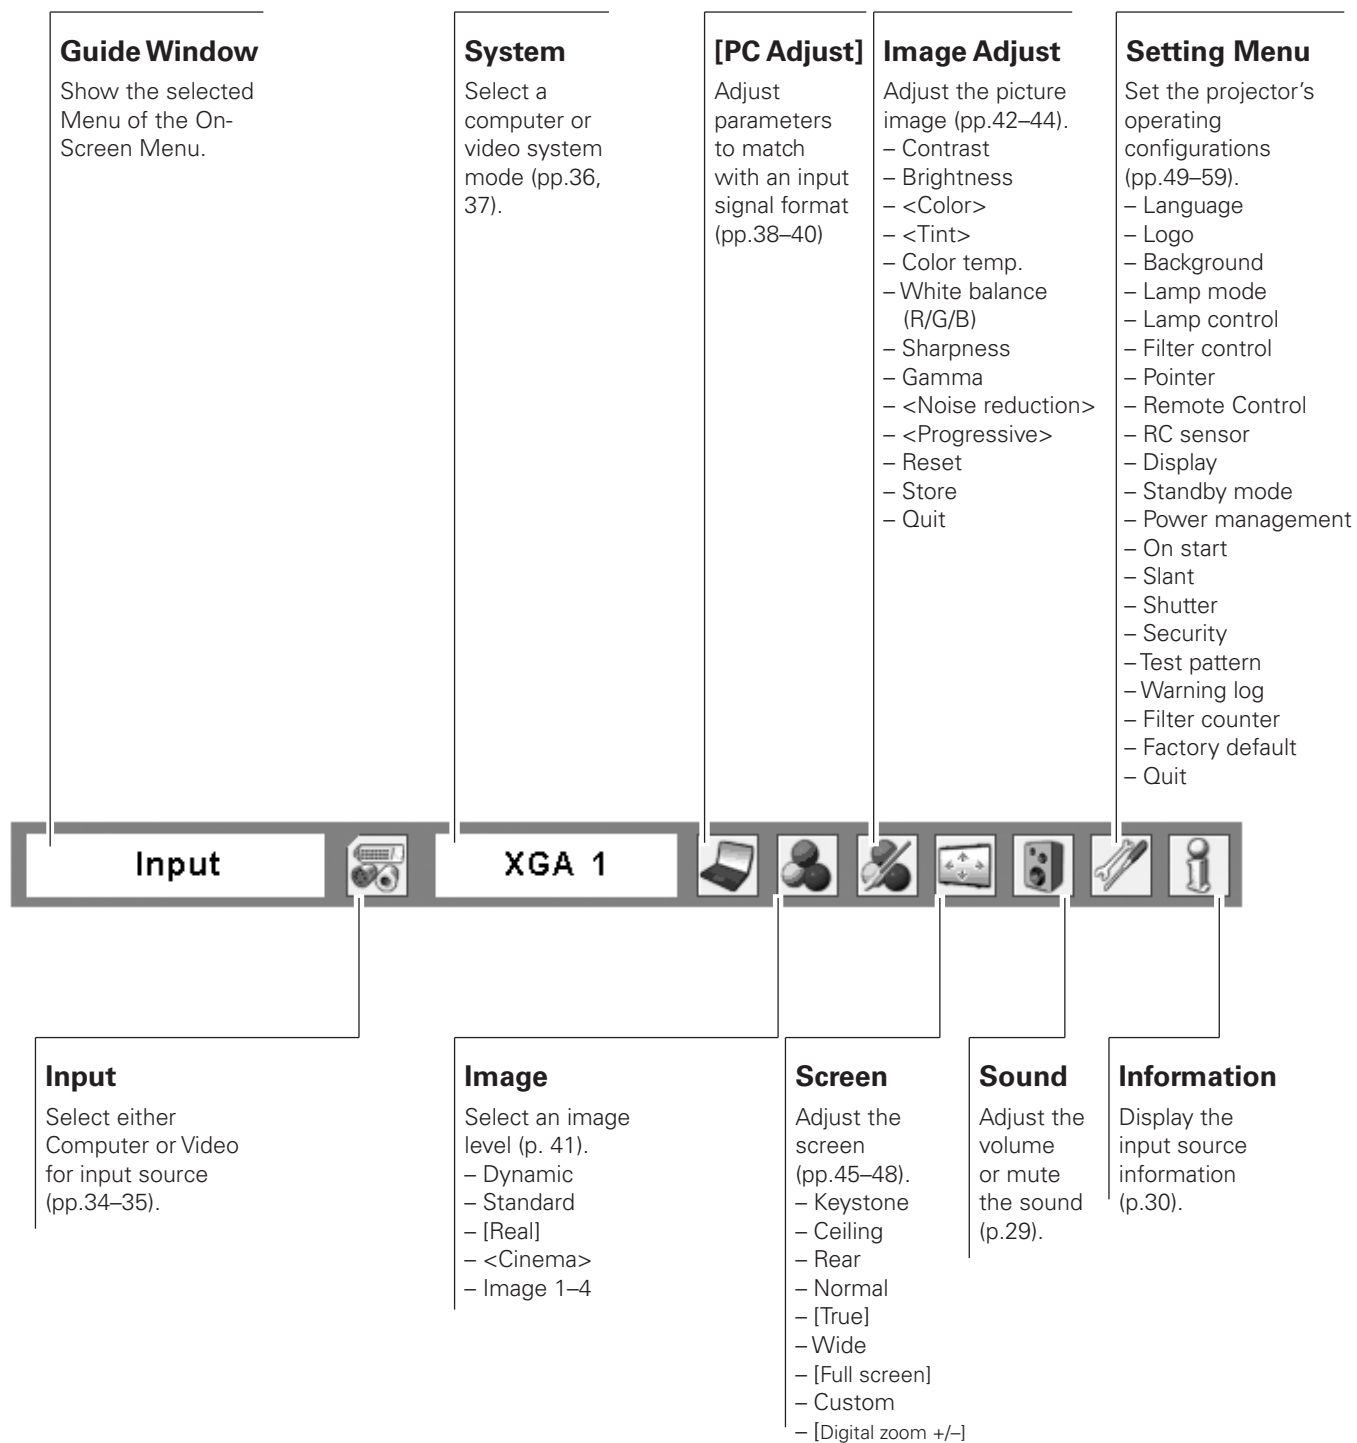 Guide Window
Show the selected
Menu of the On-
Screen Menu.
System
Select a
computer or
video system
mode (pp.36,
37).
[PC Adjust]
Adjust
parameters
to match
with an input
signal format
(pp.38–40)
Image Adjust
Adjust the picture
image (pp.42–44).
– Contrast
– Brightness
– <Color>
– <Tint>
– Color temp.
– White balance
(R/G/B)
– Sharpness
– Gamma
– <Noise reduction>
– <Progressive>
– Reset
– Store
– Quit
Setting Menu
Set the projector’s
operating
configurations
(pp.49–59).
– Language
– Logo
– Background
– Lamp mode
– Lamp control
– Filter control
– Pointer
– Remote Control
– RC sensor
– Display
– Standby mode
– Power management
– On start
– Slant
– Shutter
– Security
– Test pattern
– Warning log
– Filter counter
– Factory default
– Quit
Input
XGA 1
Input
Select either
Computer or Video
for input source
(pp.34–35).
Image
Select an image
level (p. 41).
– Dynamic
– Standard
– [Real]
– <Cinema>
– Image 1–4
Screen
Adjust the
screen
(pp.45–48).
– Keystone
– Ceiling
– Rear
– Normal
– [True]
– Wide
– [Full screen]
– Custom
– [Digital zoom +/–]
Sound
Adjust the
volume
or mute
the sound
(p.29).
Information
Display the
input source
information
(p.30).